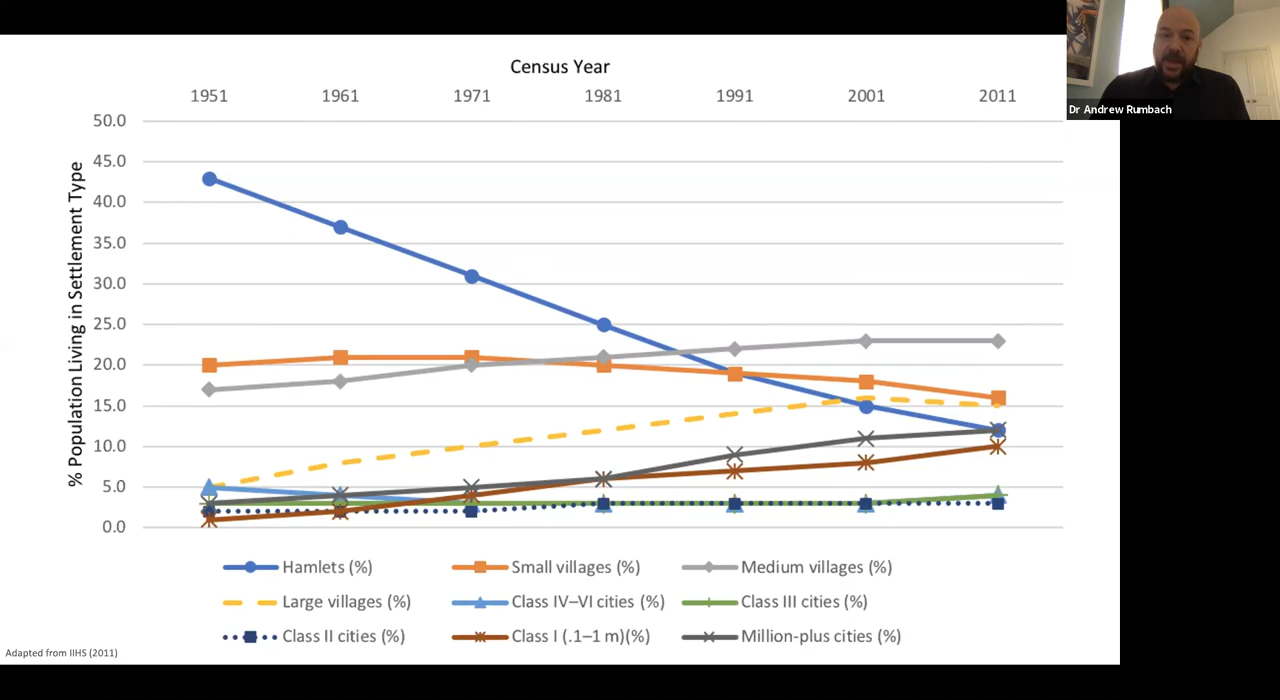 Census Year
1951 1961 1971 1981 1991 2001 2011
% Population Living in Settlement Type
50.0
45.0
40.0
35.0
30.0
25.0
20.0
15.0
10.0
5.0
0.0
Hamlets (%) Small villages (%) Medium villages (%)
Large villages (%) Class IV–VI cities (%) Class III cities (%)
Class II cities (%) Class I (.1–1 m)(%) Million-plus cities (%)
Adapted from IIHS (2011)
Dr Andrew Rumbach